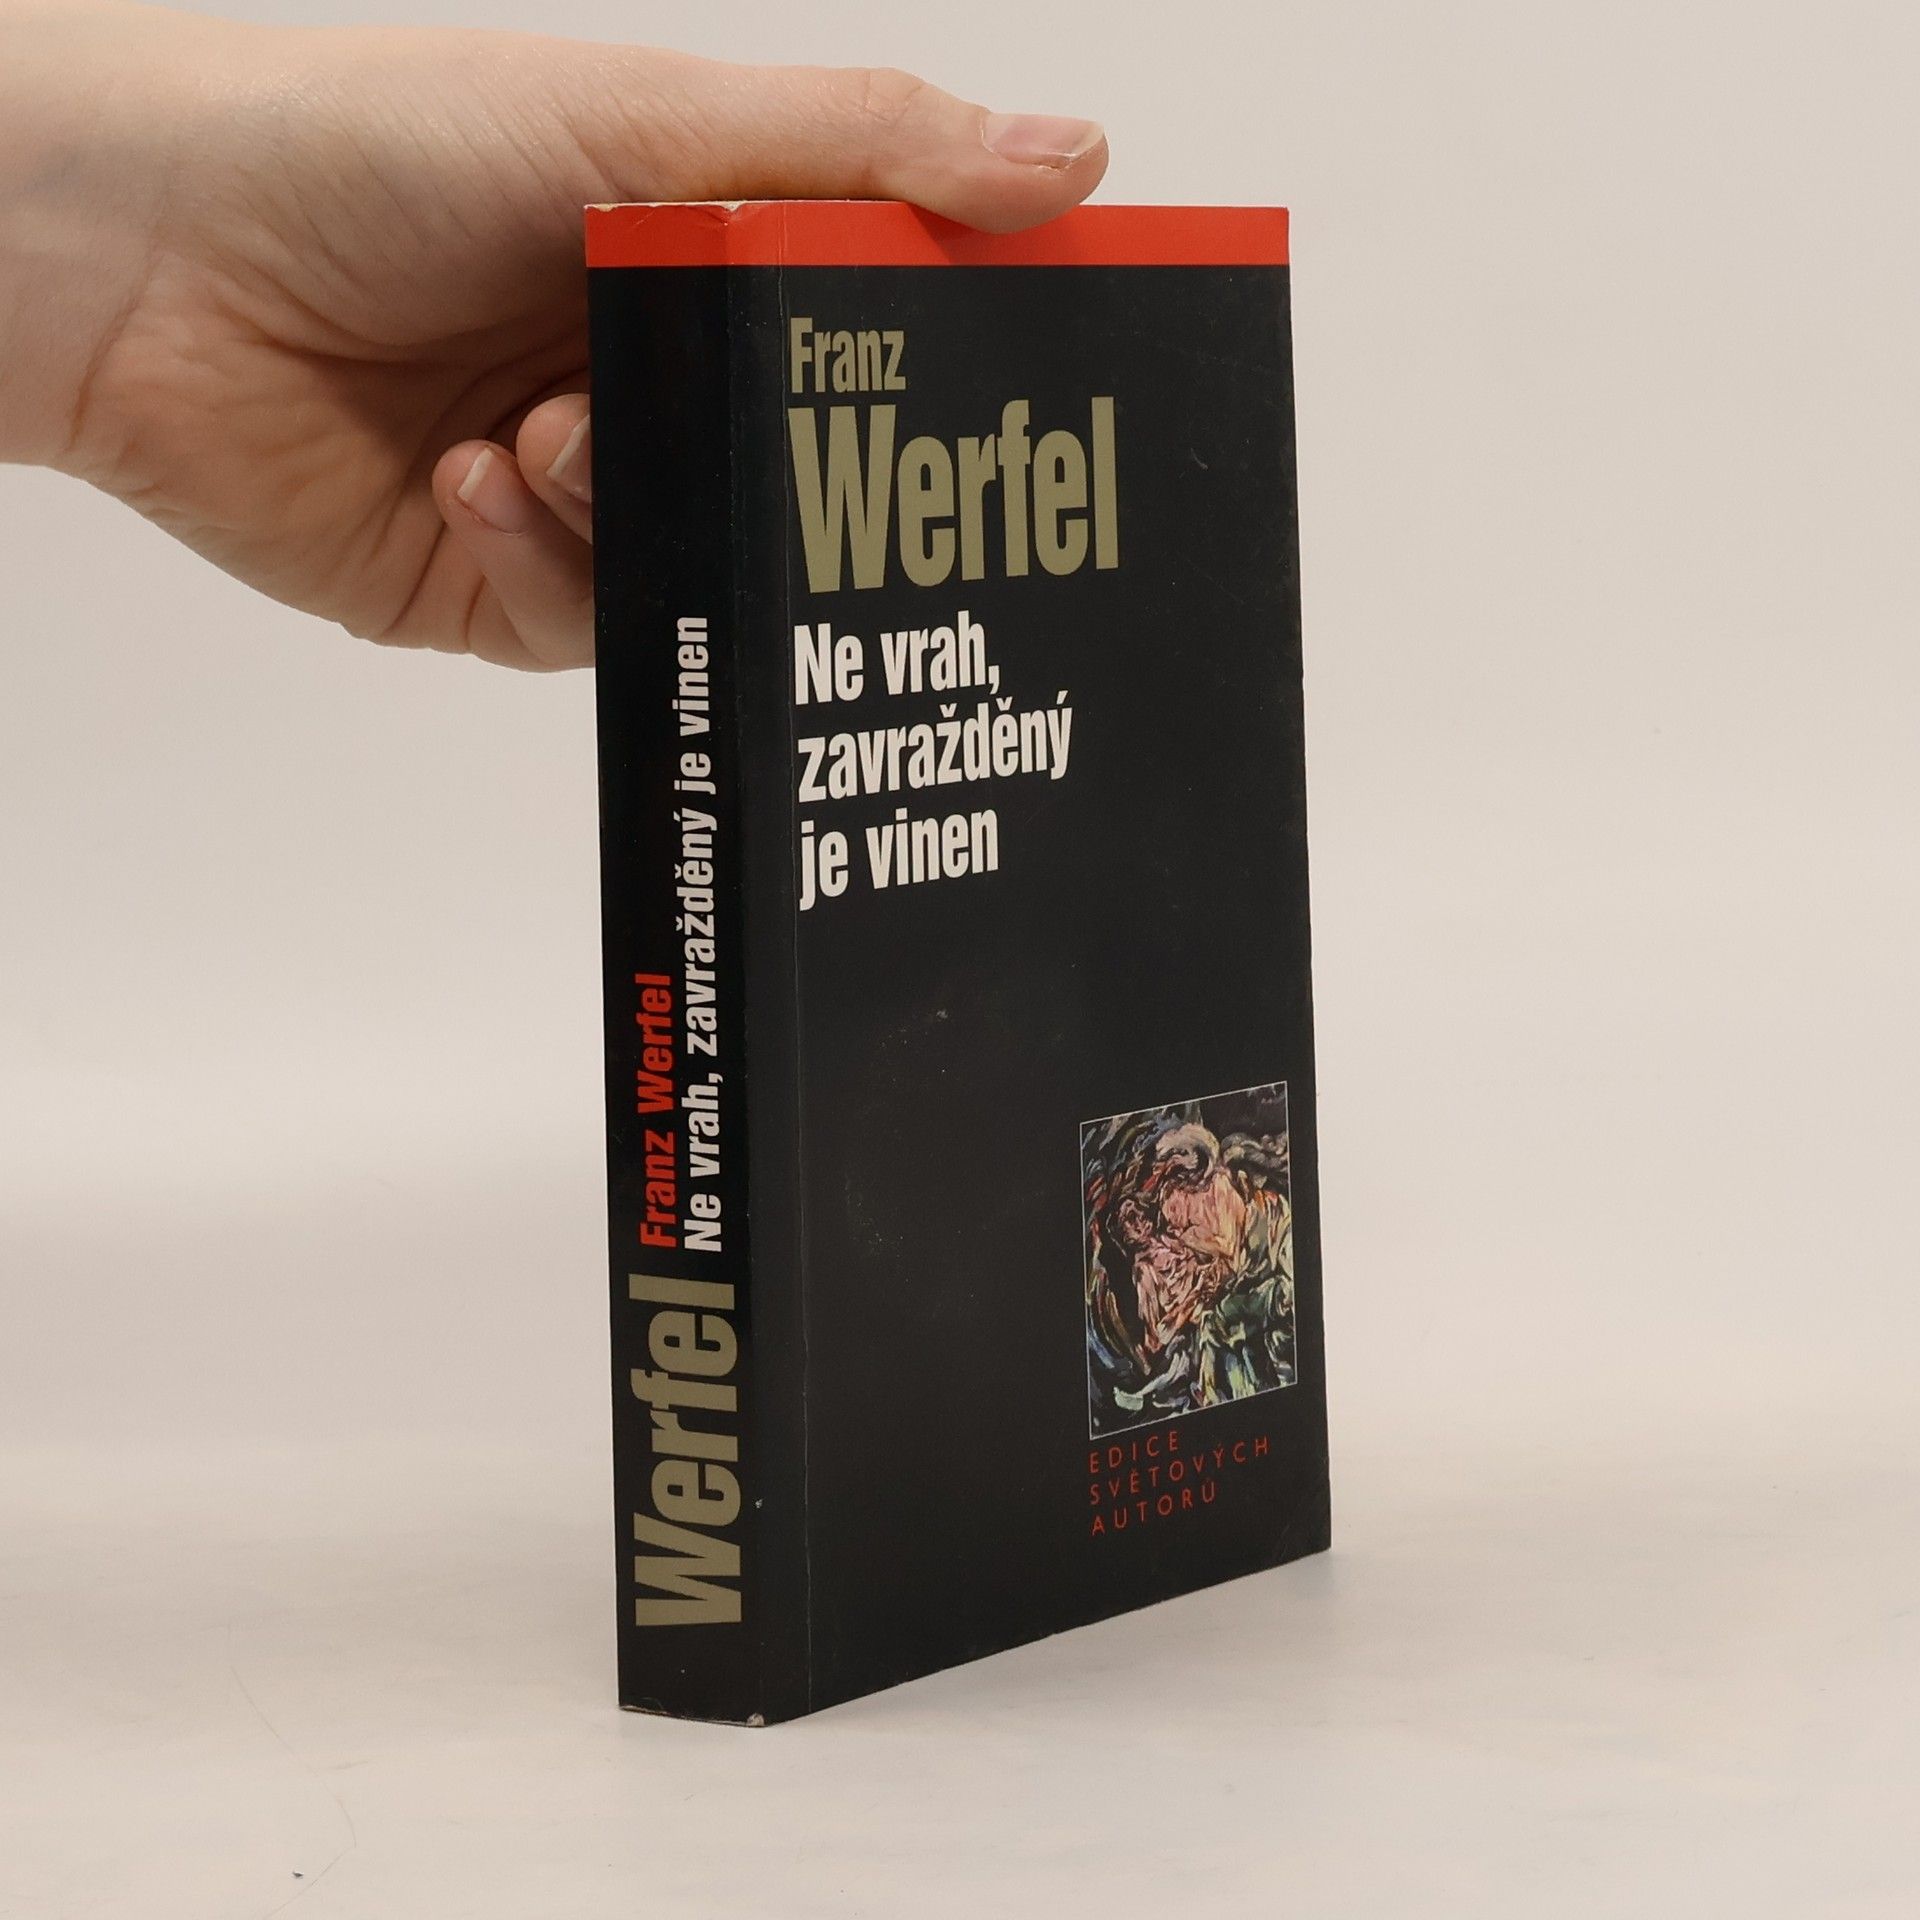 Franz
Werfel
Ne vrah,
zavražděný
je vinen
EDICE
SVĚTOVÝCH
AUTORŮ
Werfel
Franz Werfel
Ne vrah, zavražděný je vinen